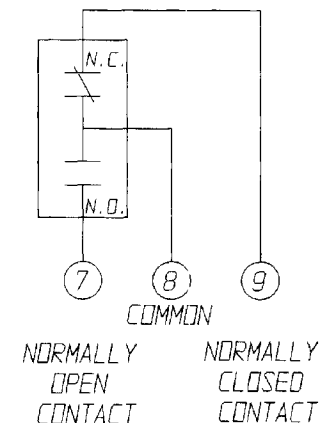 N.C.
N.O.
7 8 9
COMMON
NORMALLY OPEN CONTACT
NORMALLY CLOSED CONTACT